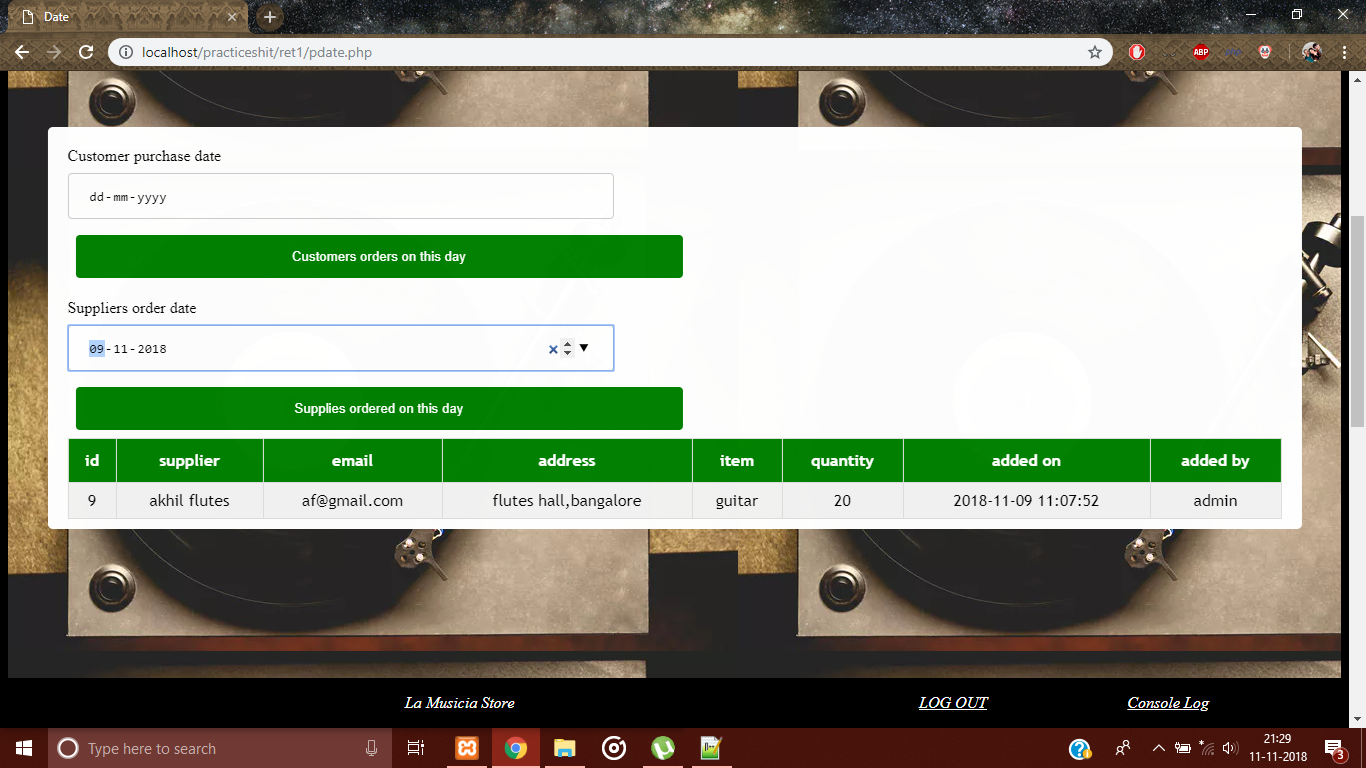 Date
localhost/practiceshit/ret1/pdate.php
ABP
Customer purchase date
dd-mm-yyyy
Customers orders on this day
Suppliers order date
09-11-2018
Supplies ordered on this day
id supplier email address item quantity added on added by
9 akhil flutes af@gmail.com flutes hall,bangalore guitar 20 2018-11-09 11:07:52 admin
La Musicia Store LOG OUT Console Log
Type here to search
21:29
11-11-2018
3